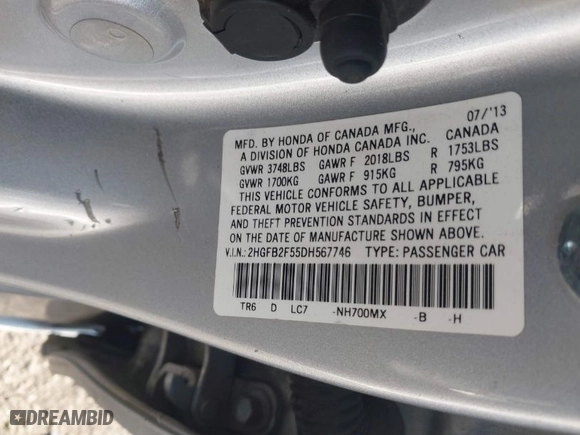 07/'13
MFD. BY HONDA OF CANADA MFG., CANADA
A DIVISION OF HONDA CANADA INC.
GVWR 3748LBS GAWR F 2018LBS R 1753LBS
GVWR 1700KG GAWR F 915KG R 795KG
THIS VEHICLE CONFORMS TO ALL APPLICABLE
FEDERAL MOTOR VEHICLE SAFETY, BUMPER,
AND THEFT PREVENTION STANDARDS IN EFFECT
ON THE DATE OF MANUFACTURE SHOWN ABOVE.
V.I.N.: 2HGFB2F55DH567746 TYPE: PASSENGER CAR
TR6 D LC7 -NH700MX -B -H
DREAMBID